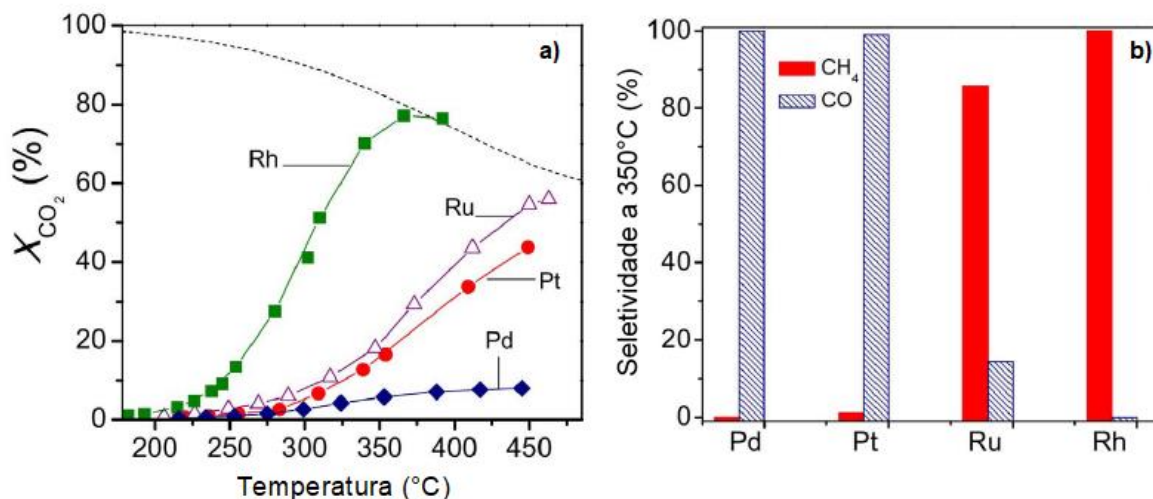 a)
X_CO₂ (%)
100
80
60
40
20
0
Rh
Ru
Pt
Pd
200 250 300 350 400 450
Temperatura (°C)
b)
Seletividade a 350°C (%)
100
80
60
40
20
0
CH₄
CO
Pd Pt Ru Rh